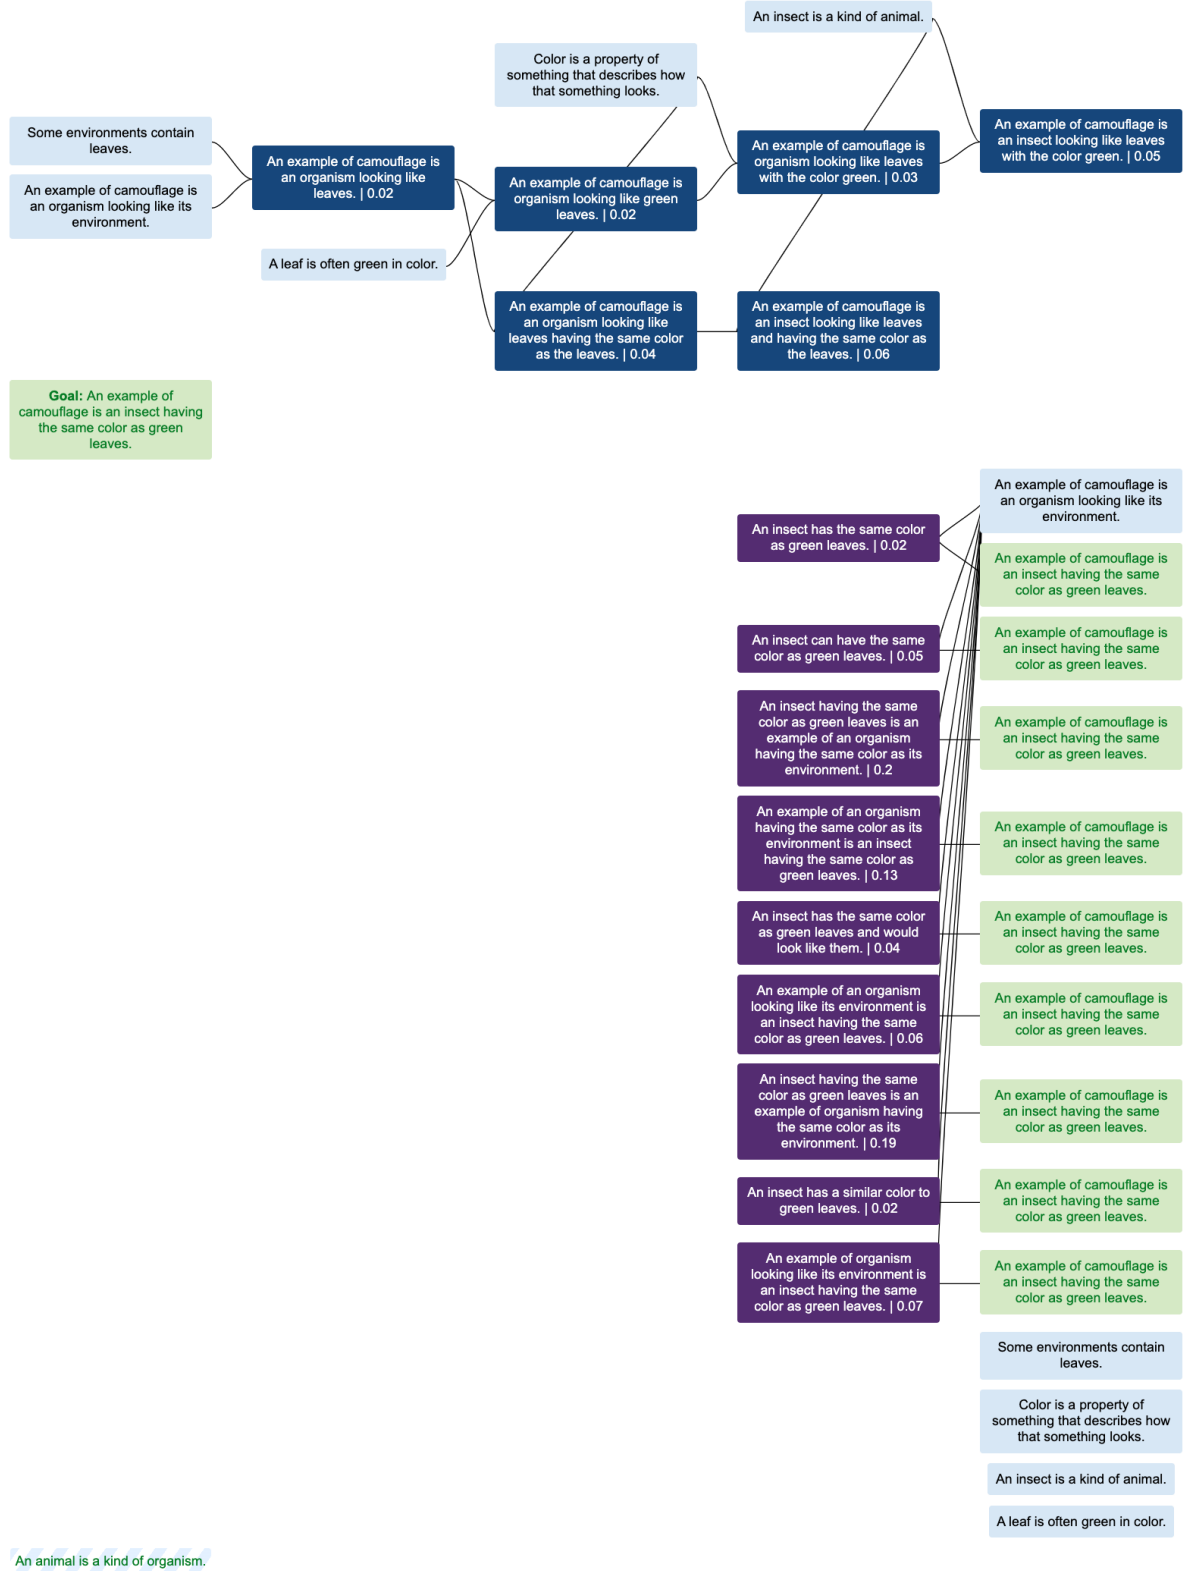 An insect is a kind of animal.
Color is a property of
something that describes how
that something looks.
Some environments contain
leaves.
An example of camouflage is
an organism looking like its
environment.
An example of camouflage is
an organism looking like
leaves. | 0.02
A leaf is often green in color.
An example of camouflage is
organism looking like green
leaves. | 0.02
An example of camouflage is
organism looking like leaves
with the color green. | 0.03
An example of camouflage is
an insect looking like leaves
with the color green. | 0.05
An example of camouflage is
an organism looking like
leaves having the same color
as the leaves. | 0.04
An example of camouflage is
an insect looking like leaves
and having the same color as
the leaves. | 0.06
Goal: An example of
camouflage is an insect having
the same color as green
leaves.
An example of camouflage is
an organism looking like its
environment.
An insect has the same color
as green leaves. | 0.02
An example of camouflage is
an insect having the same
color as green leaves.
An insect can have the same
color as green leaves. | 0.05
An example of camouflage is
an insect having the same
color as green leaves.
An insect having the same
color as green leaves is an
example of an organism
having the same color as its
environment. | 0.2
An example of camouflage is
an insect having the same
color as green leaves.
An example of an organism
having the same color as its
environment is an insect
having the same color as
green leaves. | 0.13
An example of camouflage is
an insect having the same
color as green leaves.
An insect has the same color
as green leaves and would
look like them. | 0.04
An example of camouflage is
an insect having the same
color as green leaves.
An example of an organism
looking like its environment is
an insect having the same
color as green leaves. | 0.06
An example of camouflage is
an insect having the same
color as green leaves.
An insect having the same
color as green leaves is an
example of organism having
the same color as its
environment. | 0.19
An example of camouflage is
an insect having the same
color as green leaves.
An insect has a similar color to
green leaves. | 0.02
An example of camouflage is
an insect having the same
color as green leaves.
An example of organism
looking like its environment is
an insect having the same
color as green leaves. | 0.07
An example of camouflage is
an insect having the same
color as green leaves.
Some environments contain
leaves.
Color is a property of
something that describes how
that something looks.
An insect is a kind of animal.
A leaf is often green in color.
An animal is a kind of organism.